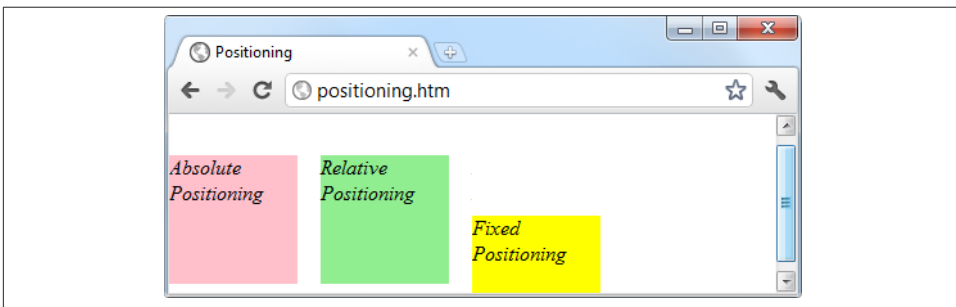 Positioning
positioning.htm
Absolute
Positioning
Relative
Positioning
Fixed
Positioning